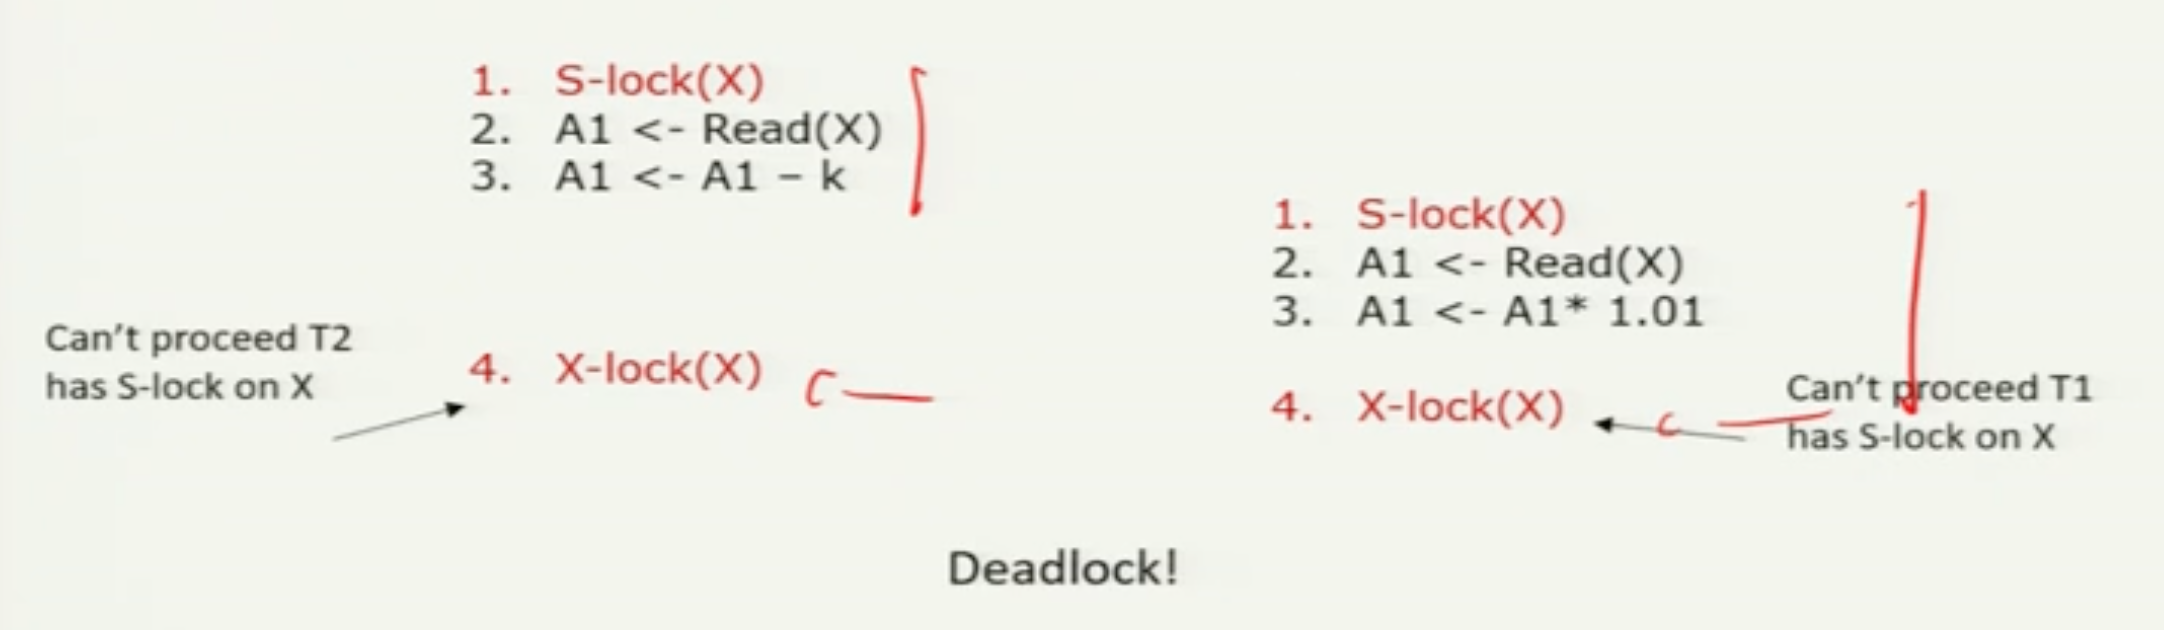 1. S-lock(X)
2. A1 <- Read(X)
3. A1 <- A1 – k
1. S-lock(X)
2. A1 <- Read(X)
3. A1 <- A1* 1.01
Can't proceed T2
has S-lock on X
4. X-lock(X)
4. X-lock(X)
Can't proceed T1
has S-lock on X
Deadlock!